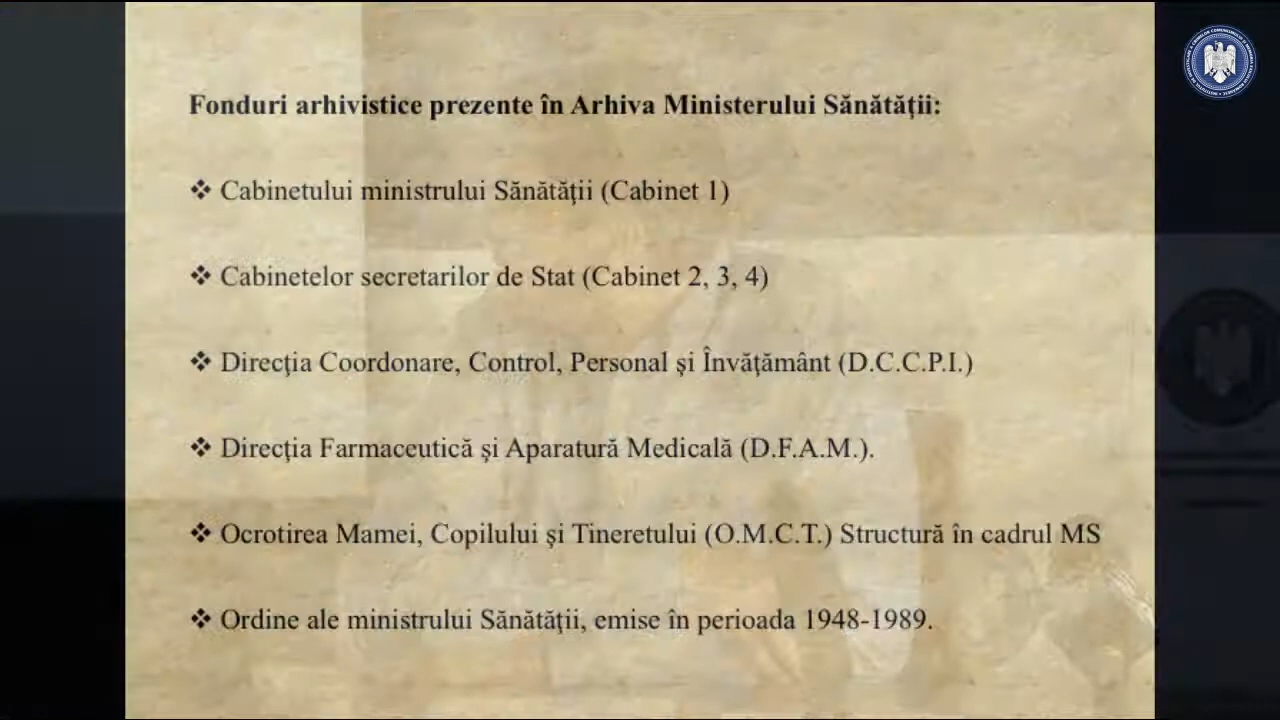 Fonduri arhivistice prezente în Arhiva Ministerului Sănătății:
❖ Cabinetului ministrului Sănătăţii (Cabinet 1)
❖ Cabinetelor secretarilor de Stat (Cabinet 2, 3, 4)
❖ Direcţia Coordonare, Control, Personal şi Învăţământ (D.C.C.P.I.)
❖ Direcţia Farmaceutică şi Aparatură Medicală (D.F.A.M.).
❖ Ocrotirea Mamei, Copilului şi Tineretului (O.M.C.T.) Structură în cadrul MS
❖ Ordine ale ministrului Sănătăţii, emise în perioada 1948-1989.